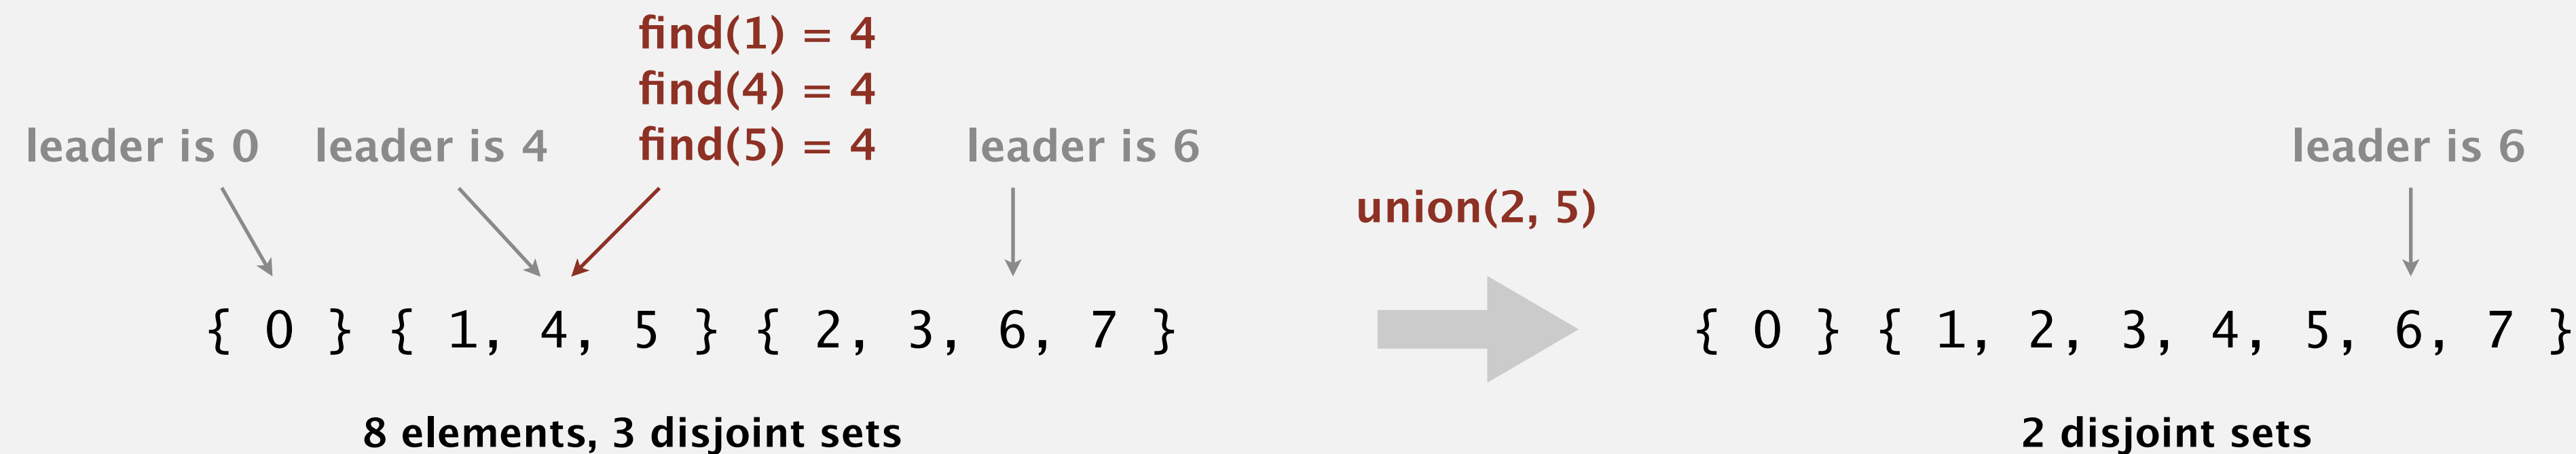 find(1) = 4
find(4) = 4
leader is 0 leader is 4 find(5) = 4 leader is 6 leader is 6
union(2, 5)
{ 0 } { 1, 4, 5 } { 2, 3, 6, 7 } { 0 } { 1, 2, 3, 4, 5, 6, 7 }
8 elements, 3 disjoint sets 2 disjoint sets